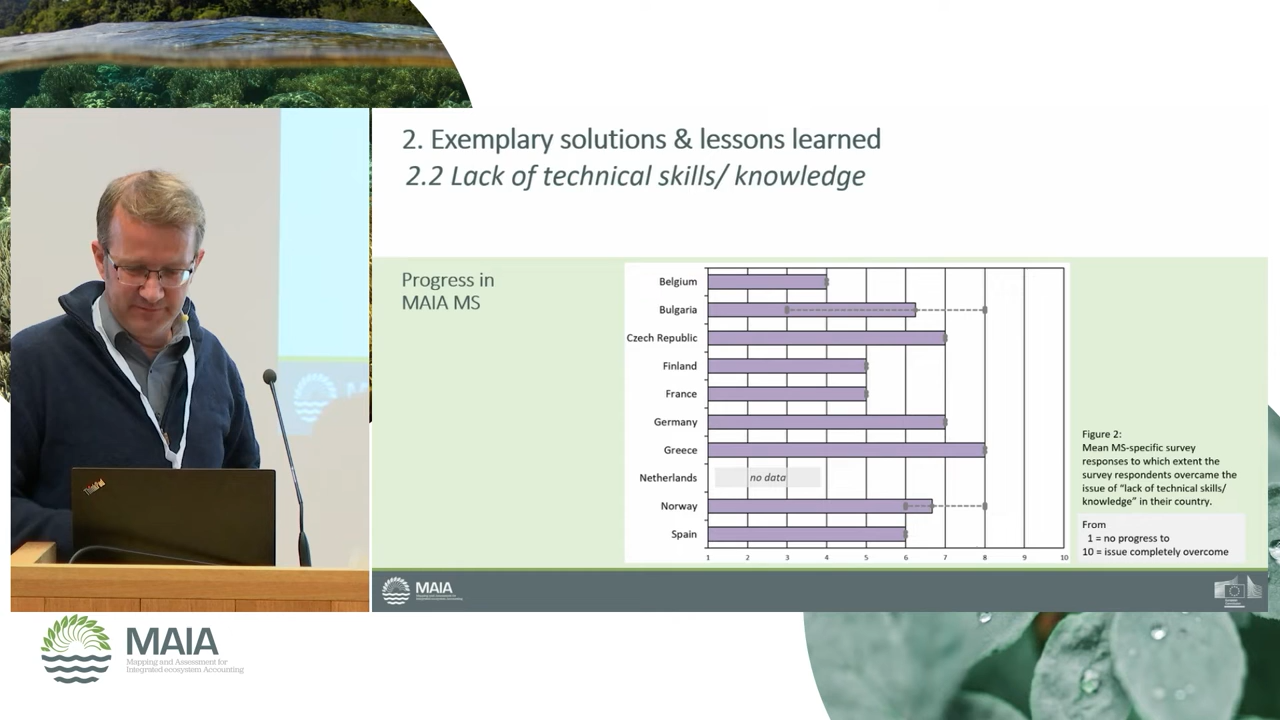 2. Exemplary solutions & lessons learned
2.2 Lack of technical skills/ knowledge
Progress in
MAIA MS
Belgium
Bulgaria
Czech Republic
Finland
France
Germany
Greece
Netherlands
no data
Norway
Spain
1 2 3 4 5 6 7 8 9 10
Figure 2:
Mean MS-specific survey
responses to which extent the
survey respondents overcame the
issue of "lack of technical skills/
knowledge" in their country.
From
1 = no progress to
10 = issue completely overcome
ThinkPad
MAIA
MAIA
Mapping and Assessment for
Integrated ecosystem Accounting